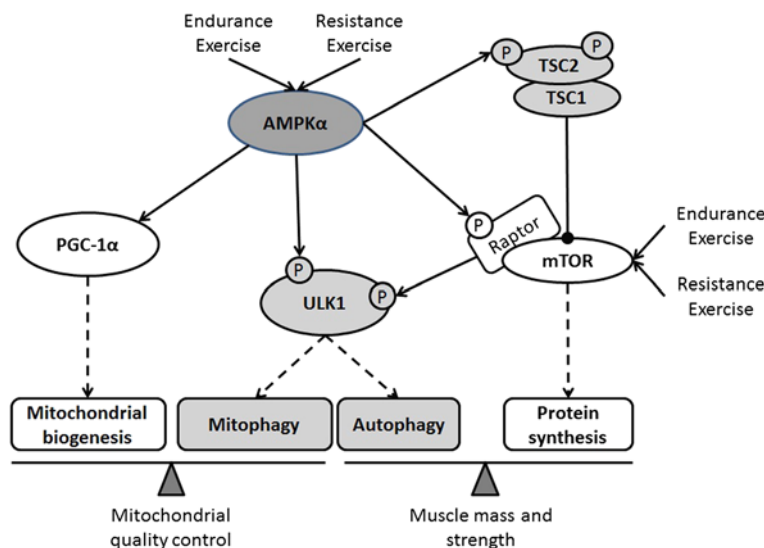 Endurance
Exercise
Resistance
Exercise
P
P
TSC2
TSC1
AMPKα
P
Raptor
mTOR
Endurance
Exercise
Resistance
Exercise
PGC-1α
P
P
ULK1
Mitochondrial
biogenesis
Mitophagy
Autophagy
Protein
synthesis
Mitochondrial
quality control
Muscle mass and
strength